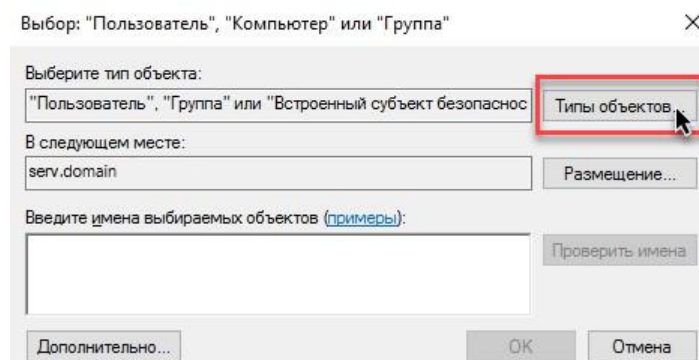 Выбор: "Пользователь", "Компьютер" или "Группа"
Выберите тип объекта:
"Пользователь", "Группа" или "Встроенный субъект безопаснос
Типы объектов...
В следующем месте:
serv.domain
Размещение...
Введите имена выбираемых объектов (примеры):
Проверить имена
Дополнительно...
ОК
Отмена